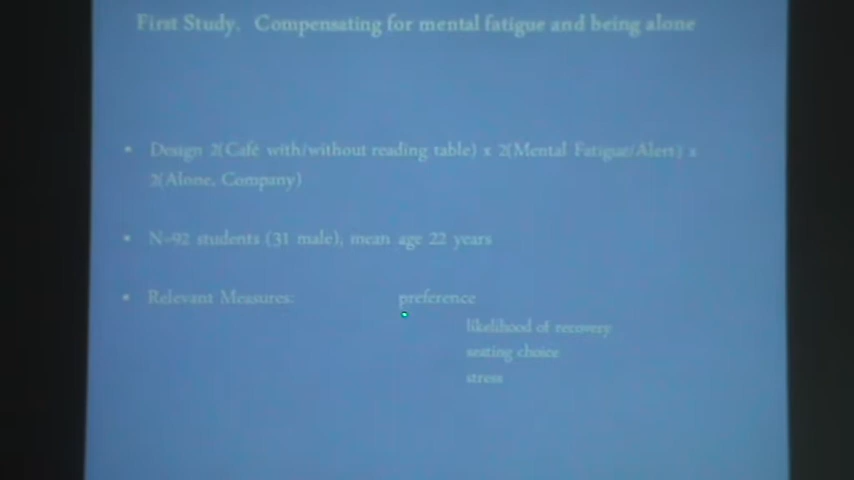 First Study. Compensating for mental fatigue and being alone
• Design 2(Café with/without reading table) x 2(Mental Fatigue/Alert) x
2(Alone, Company)
• N=92 students (31 male), mean age 22 years
• Relevant Measures: preference
likelihood of recovery
seating choice
stress